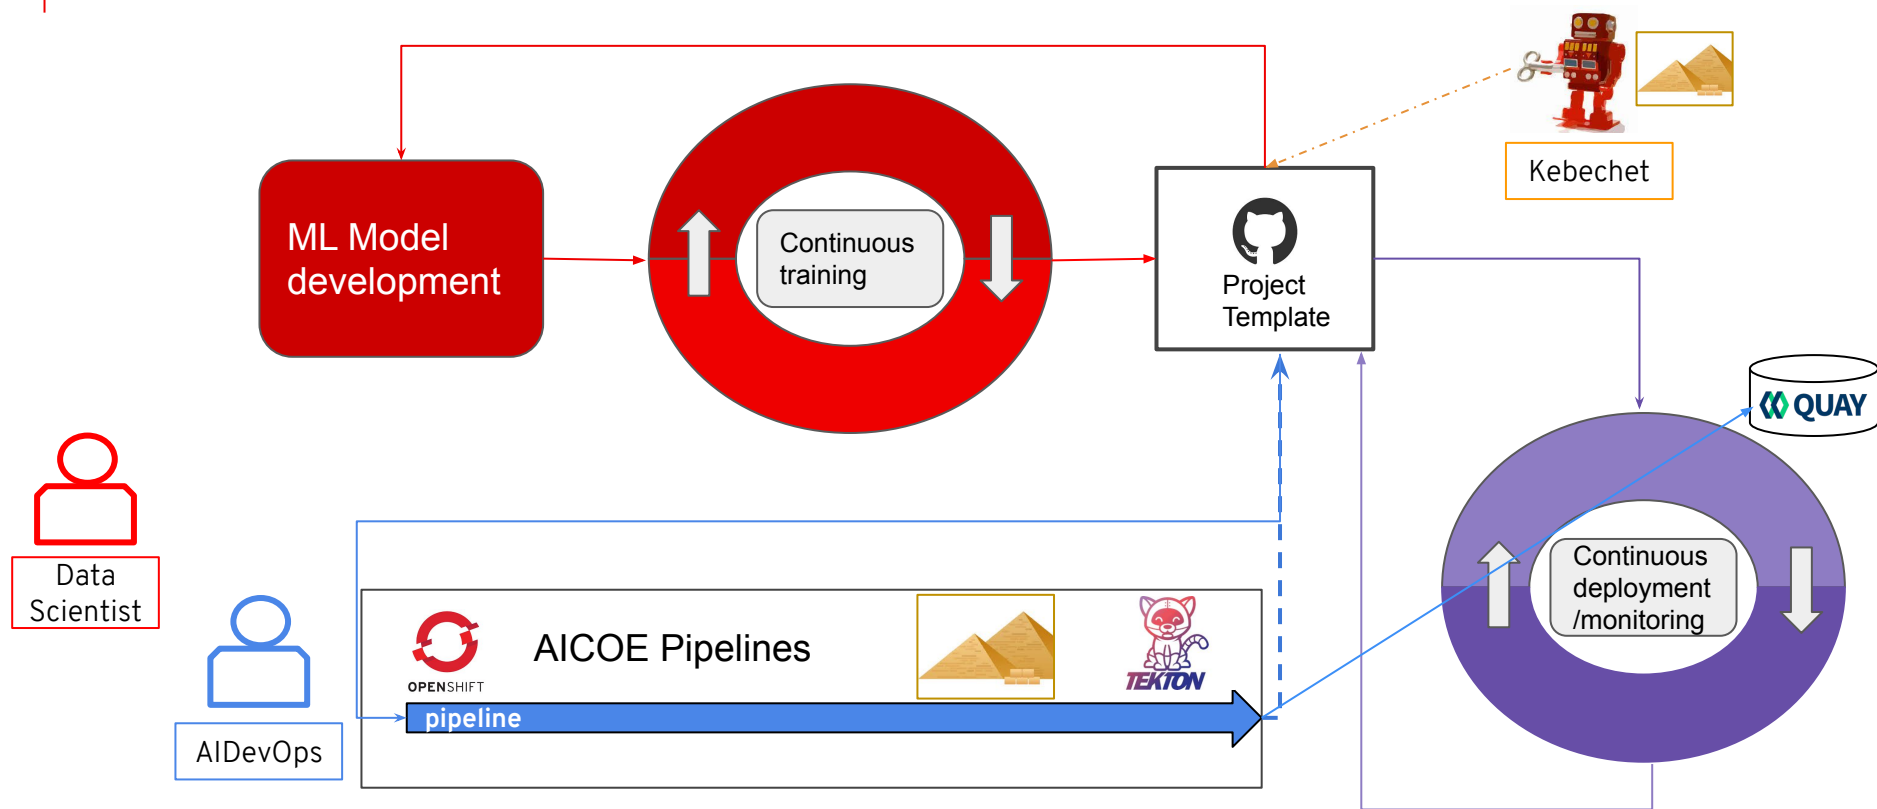 Kebechet
ML Model
development
Continuous
training
Project
Template
QUAY
Data
Scientist
Continuous
deployment
/monitoring
AICOE Pipelines
OPENSHIFT
TEKTON
pipeline
AIDevOps